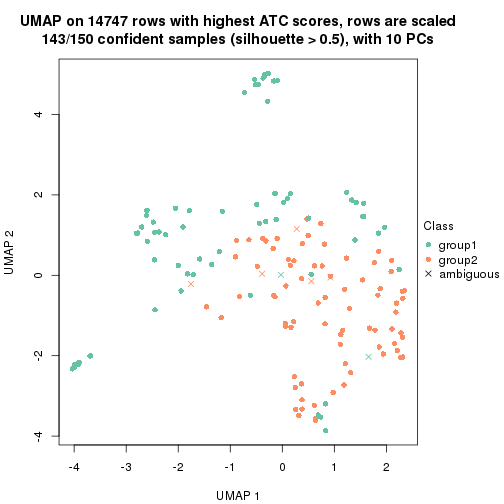 UMAP on 14747 rows with highest ATC scores, rows are scaled
143/150 confident samples (silhouette > 0.5), with 10 PCs
4
2
0
-2
-4
UMAP 2
-4
-3
-2
-1
0
1
2
UMAP 1
Class
group1
group2
ambiguous